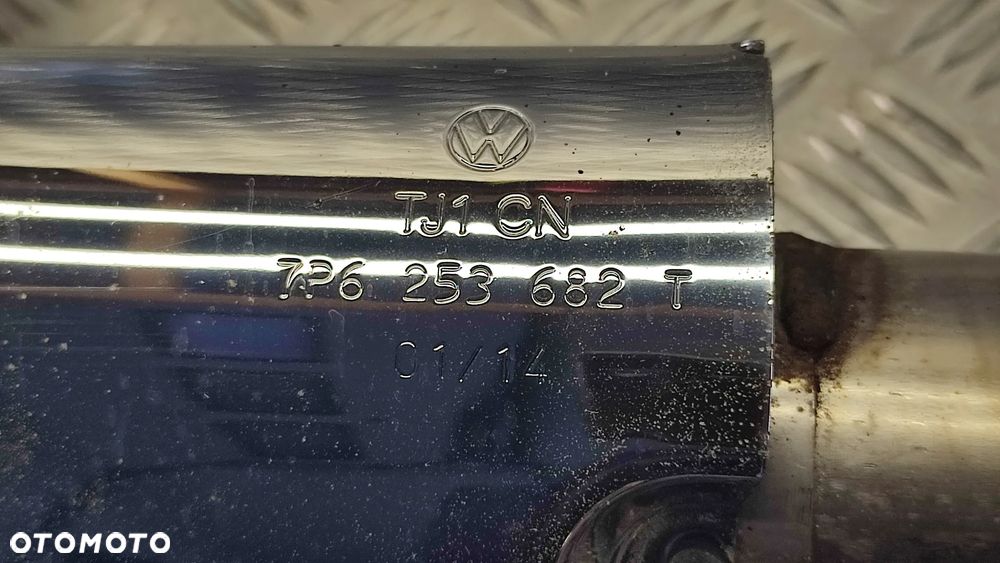 TJ1 CN
7P6 253 682 T
01/14
OTOMOTO